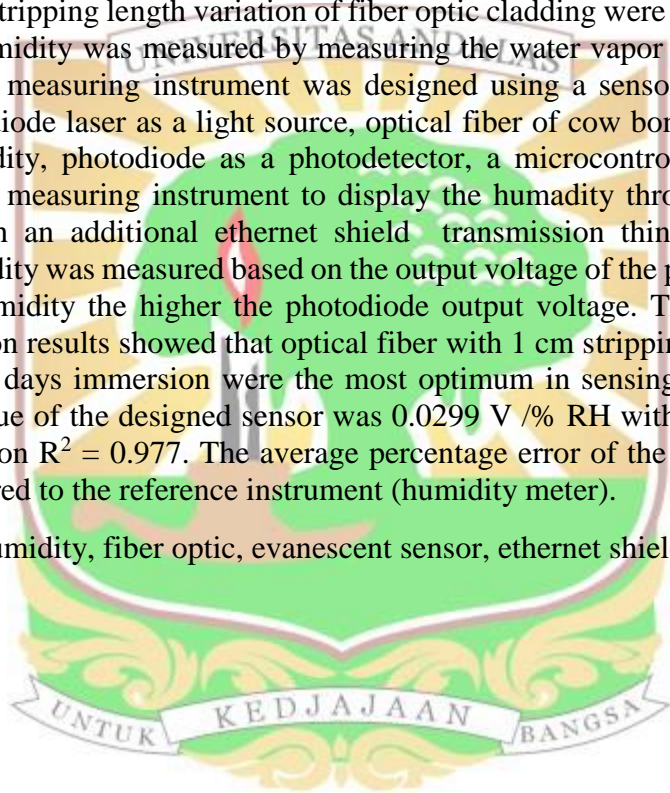 tripping length variation of fiber optic cladding were
midity was measured by measuring the water vapor
UNIVERSITAS ANDALAS
measuring instrument was designed using a senso
iode laser as a light source, optical fiber of cow bon
dity, photodiode as a photodetector, a microcontro
measuring instrument to display the humadity thro
n an additional ethernet shield transmission thin
dity was measured based on the output voltage of the p
midity the higher the photodiode output voltage. T
on results showed that optical fiber with 1 cm strippin
days immersion were the most optimum in sensing
ue of the designed sensor was 0.0299 V /% RH with
on R² = 0.977. The average percentage error of the
red to the reference instrument (humidity meter).
umidity, fiber optic, evanescent sensor, ethernet shiel
UNTUK KEDJAJAAN BANGSA